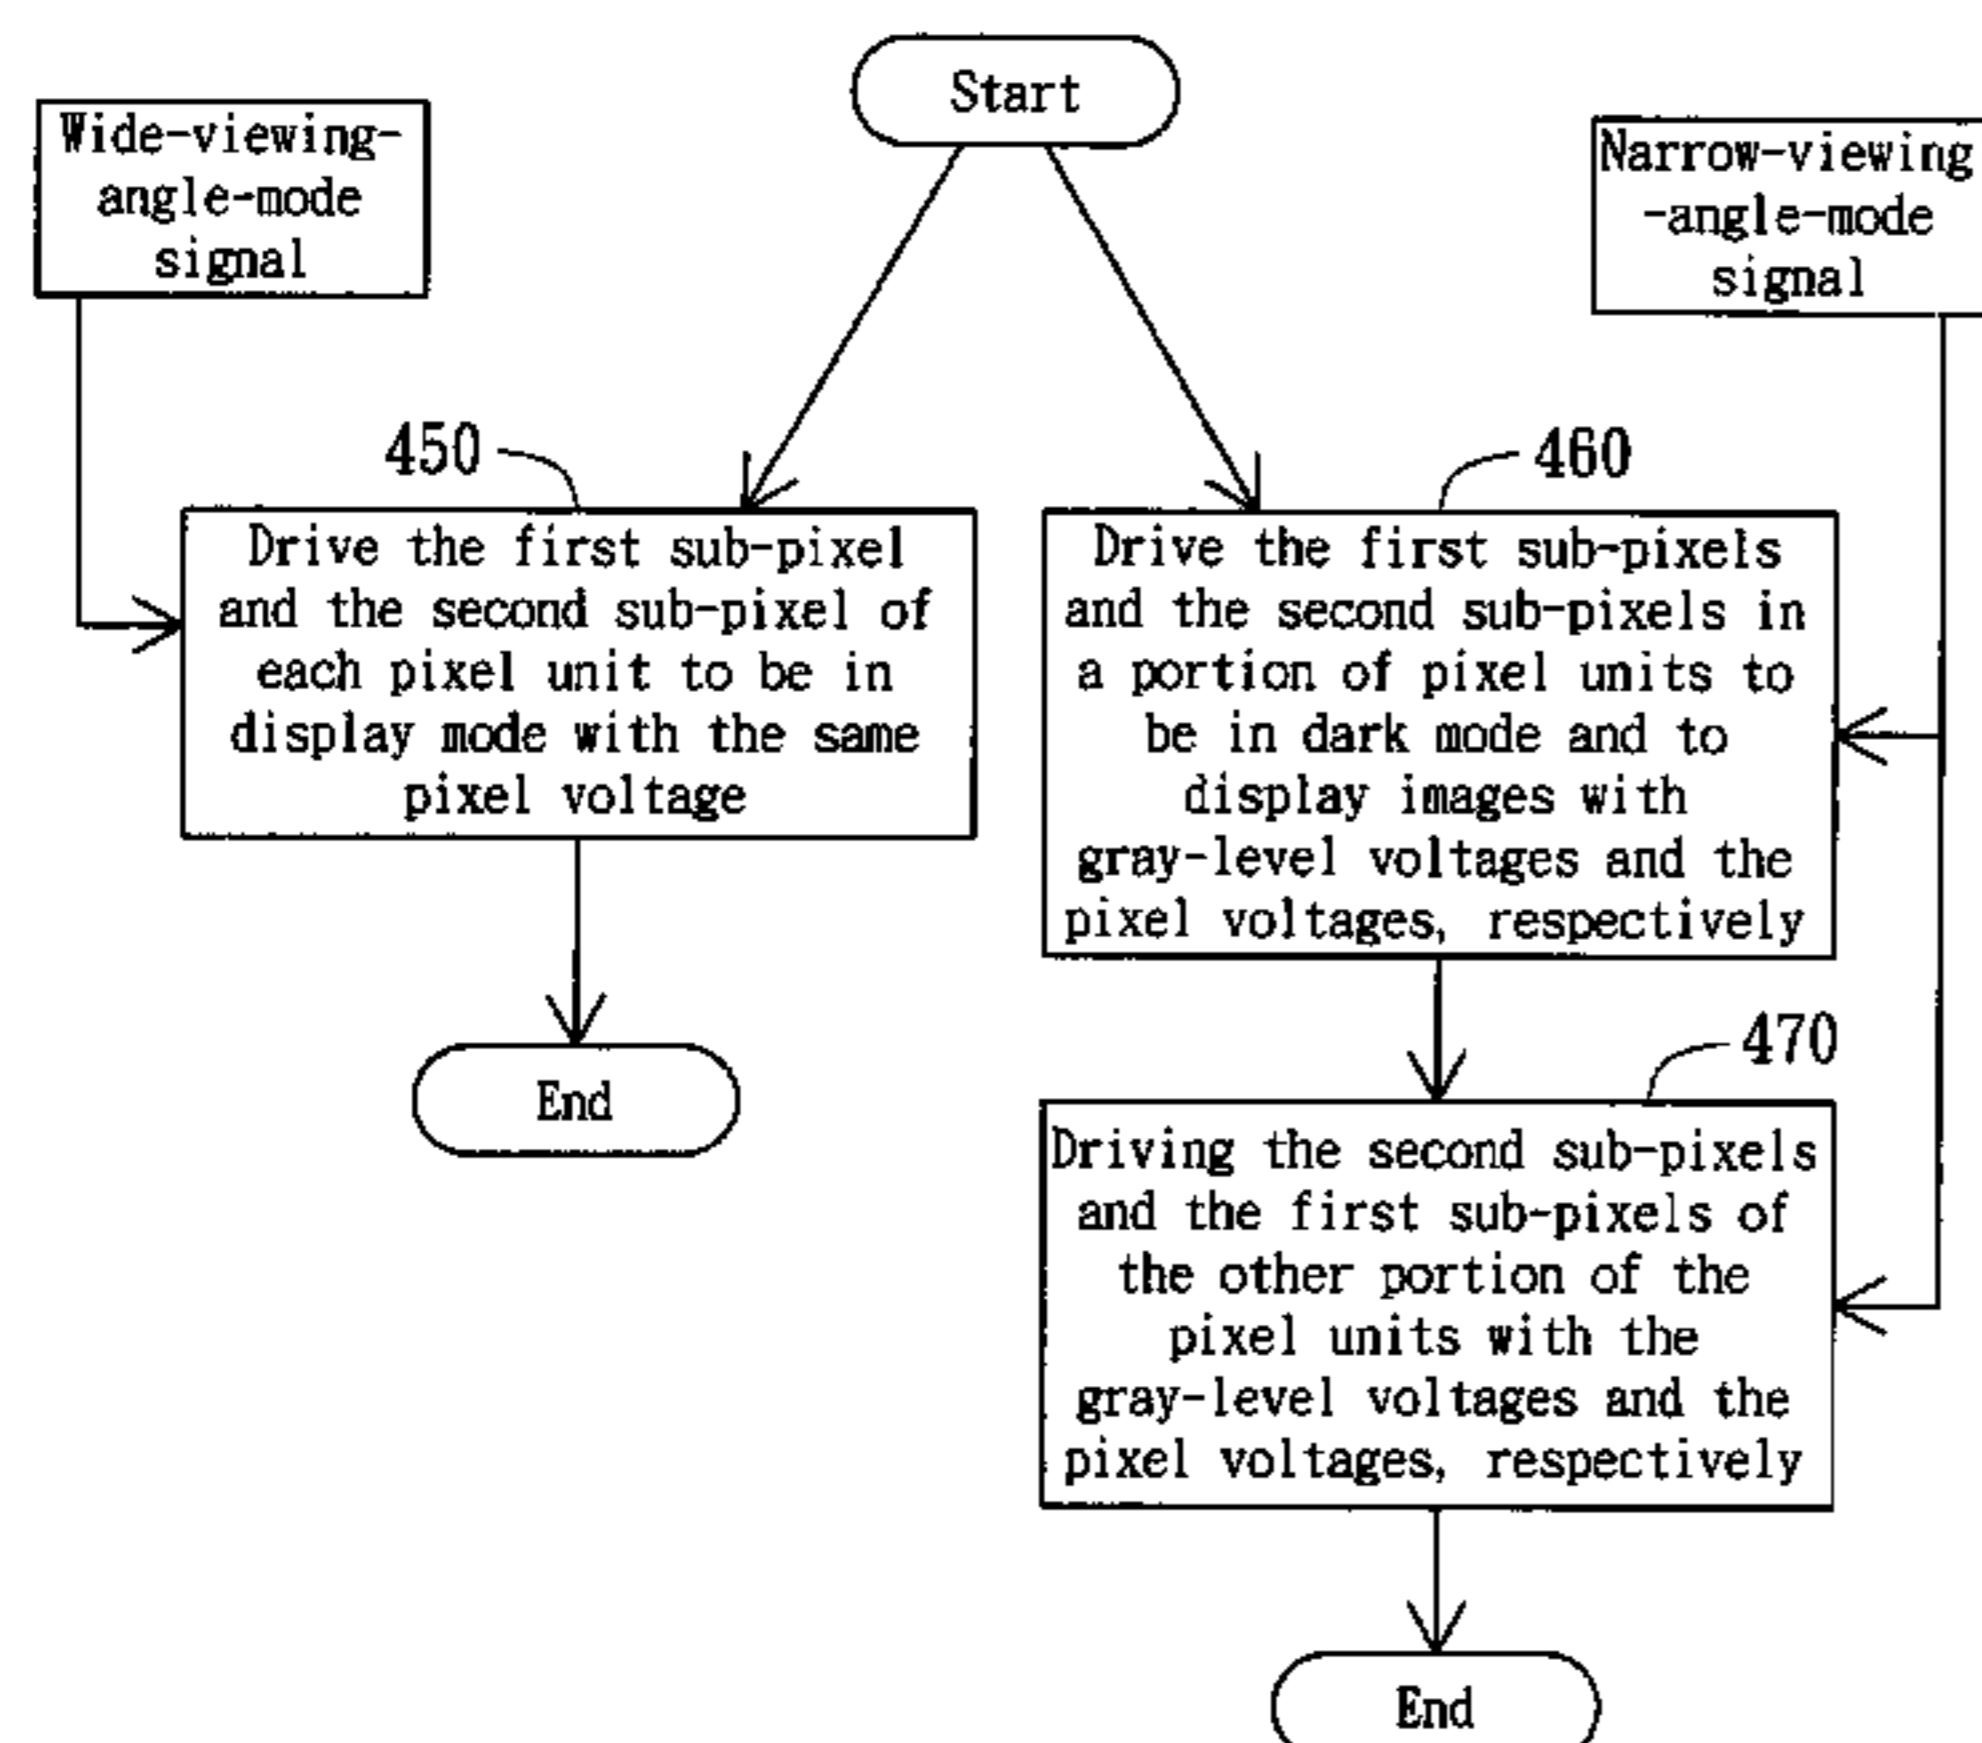 Start
Wide-viewing-
angle-mode
signal
Narrow-viewing
-angle-mode
signal
450
Drive the first sub-pixel
and the second sub-pixel of
each pixel unit to be in
display mode with the same
pixel voltage
End
460
Drive the first sub-pixels
and the second sub-pixels in
a portion of pixel units to
be in dark mode and to
display images with
gray-level voltages and the
pixel voltages, respectively
470
Driving the second sub-pixels
and the first sub-pixels of
the other portion of the
pixel units with the
gray-level voltages and the
pixel voltages, respectively
End